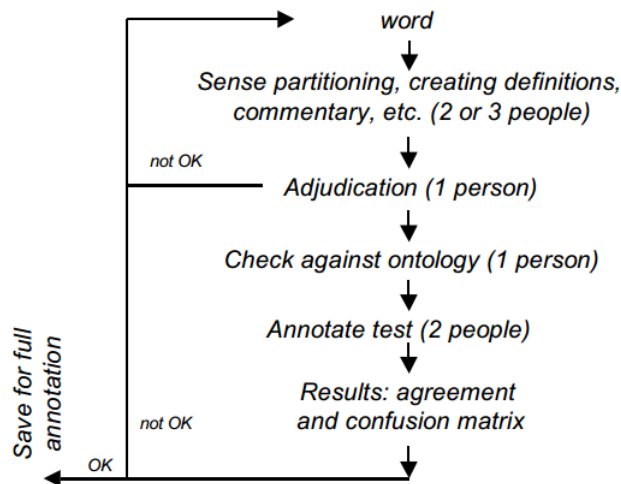 word
Sense partitioning, creating definitions,
commentary, etc. (2 or 3 people)
not OK
Adjudication (1 person)
Check against ontology (1 person)
Annotate test (2 people)
Results: agreement
and confusion matrix
not OK
OK
Save for full
annotation